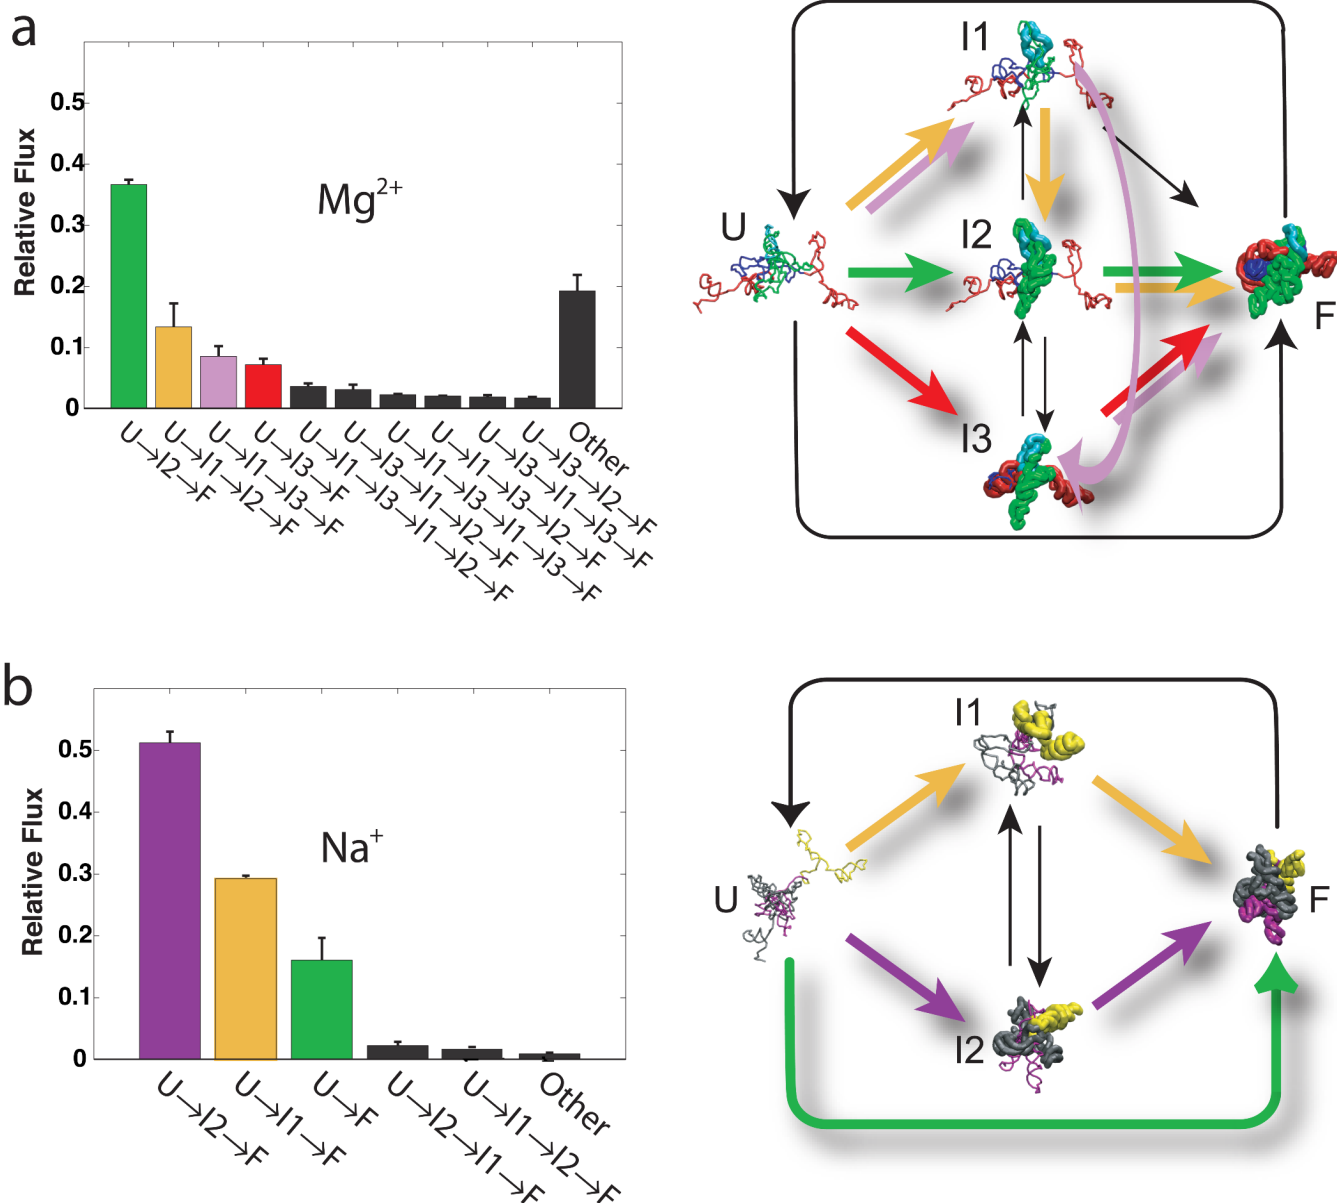 a
Relative Flux
0.5
0.4
0.3
0.2
0.1
0
Mg2+
U→I2→F
U→I1→I2→F
U→I1→I3→F
U→I3→F
U→I1→I3→I1→I2→F
U→I3→I1→I2→F
U→I1→I3→I1→I3→F
U→I1→I3→I2→F
U→I3→I1→I3→F
U→I3→I2→F
Other
I1
U
I2
F
I3
b
Relative Flux
0.5
0.4
0.3
0.2
0.1
0
Na+
U→I2→F
U→I1→F
U→F
U→I2→I1→F
U→I1→I2→F
Other
I1
U
F
I2